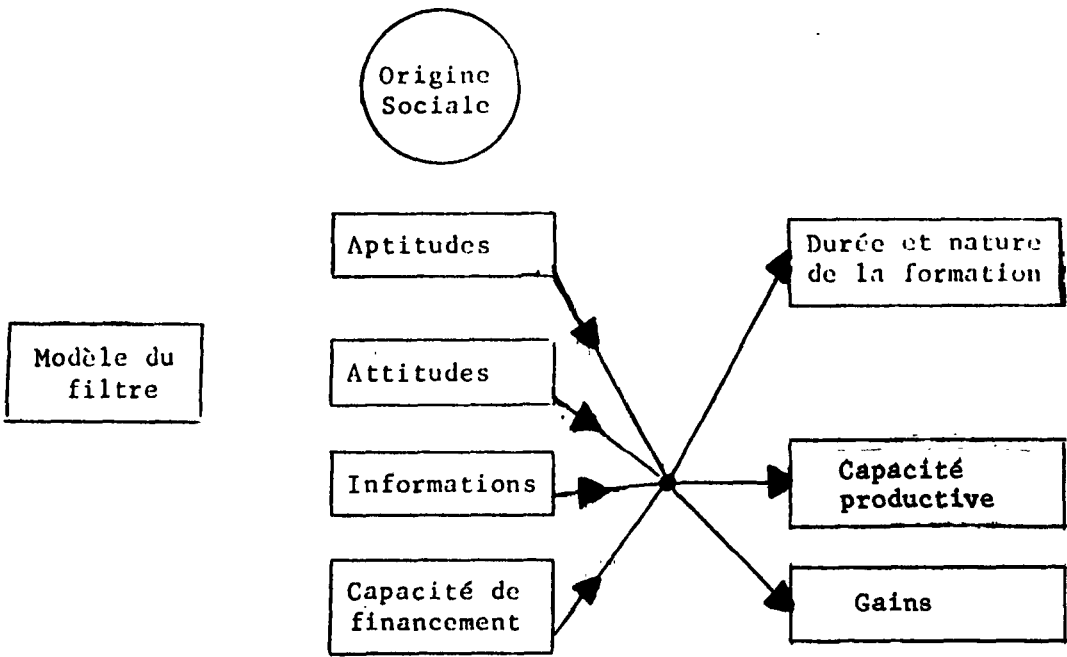 Origine
Sociale
Aptitudes
Durée et nature
de la formation
Modèle du
filtre
Attitudes
Informations
Capacité
productive
Capacité de
financement
Gains